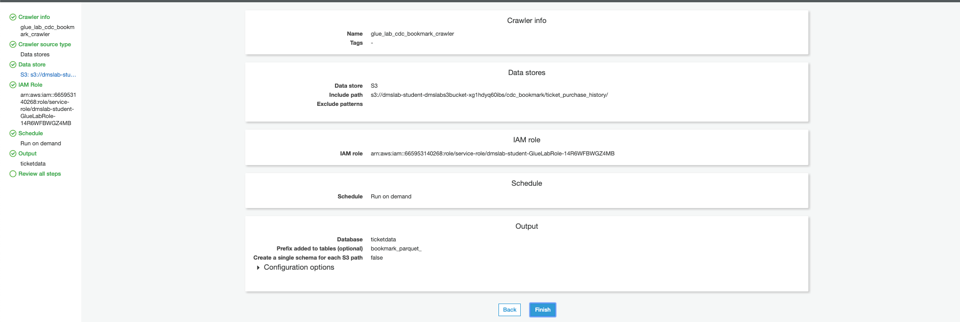 Crawler info
glue_lab_cdc_bookm
ark_crawler
Crawler source type
Data stores
Data store
S3: s3://dmslab-stu...
IAM Role
arn:aws:iam::6659531
40268:role/service-
role/dmslab-student-
GlueLabRole-
14R6WFBWGZ4MB
Schedule
Run on demand
Output
ticketdata
Review all steps
Crawler info
Name glue_lab_cdc_bookmark_crawler
Tags -
Data stores
Data store S3
Include path s3://dmslab-student-dmslabs3bucket-xg1hdyq60ibs/cdc_bookmark/ticket_purchase_history/
Exclude patterns
IAM role
IAM role arn:aws:iam::665953140268:role/service-role/dmslab-student-GlueLabRole-14R6WFBWGZ4MB
Schedule
Schedule Run on demand
Output
Database ticketdata
Prefix added to tables (optional) bookmark_parquet_
Create a single schema for each S3 path false
Configuration options
Back Finish